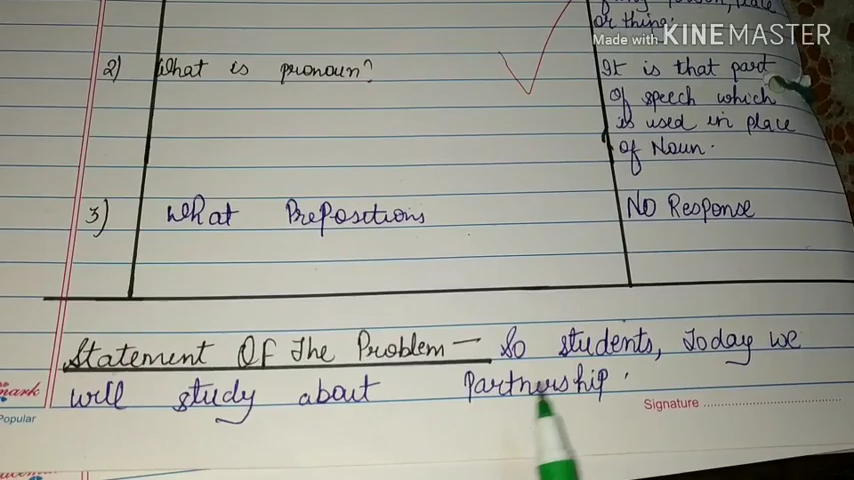 or thing.
Made with KINEMASTER
2) What is pronoun? It is that part
Of speech which
is used in place
of Noun.
3) What Prepositions NO Response
Statement Of The Problem — So students, Today we
will study about Partnership.
mark
Popular
Signature